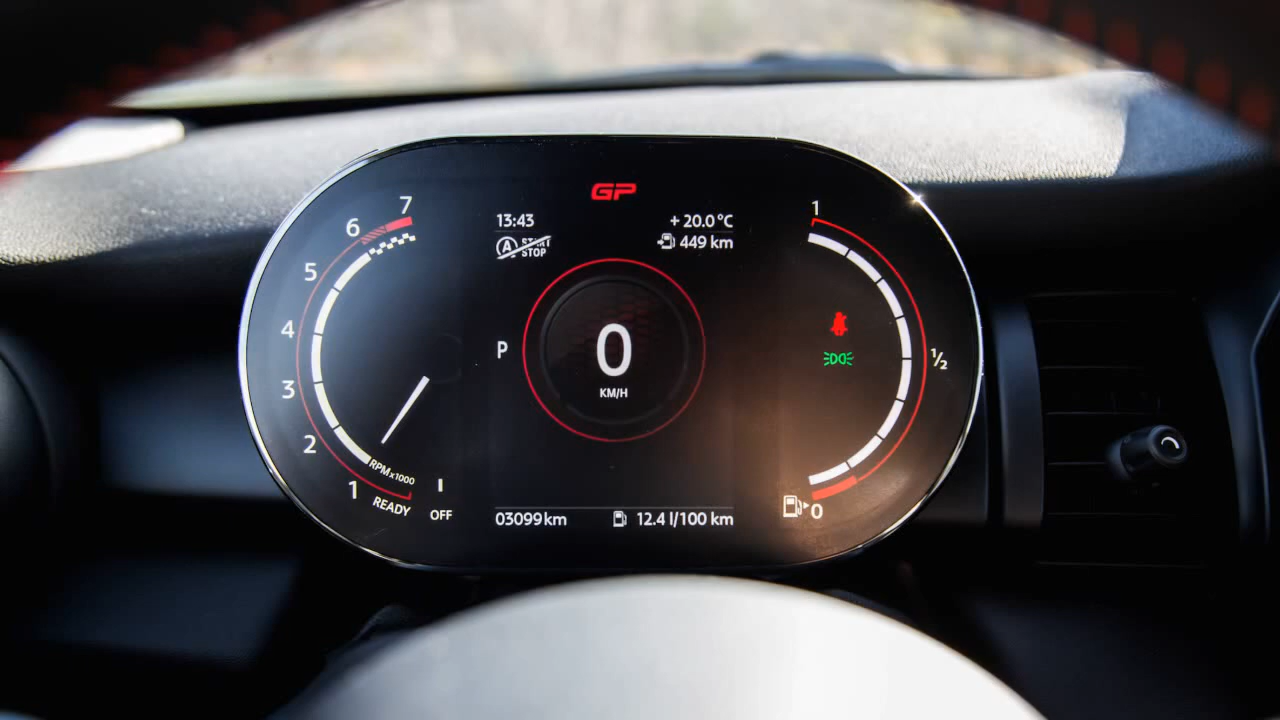 GP
13:43
+ 20.0°C
A START STOP
449 km
7
6
5
4
3
2
1
RPM x1000
READY
OFF
P
0
KM/H
1
½
0
03099km
12.4 l/100 km